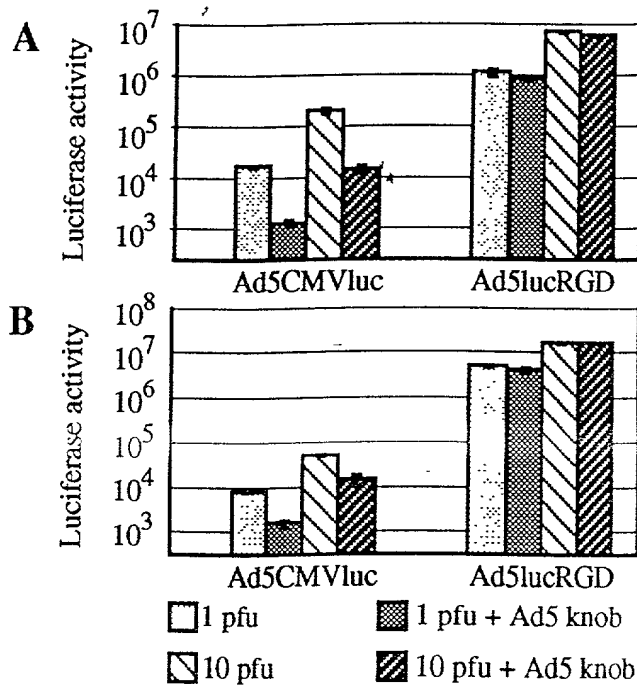 A
Luciferase activity
10⁷
10⁶
10⁵
10⁴
10³
Ad5CMVluc Ad5lucRGD
B
Luciferase activity
10⁸
10⁷
10⁶
10⁵
10⁴
10³
Ad5CMVluc Ad5lucRGD
1 pfu 1 pfu + Ad5 knob
10 pfu 10 pfu + Ad5 knob